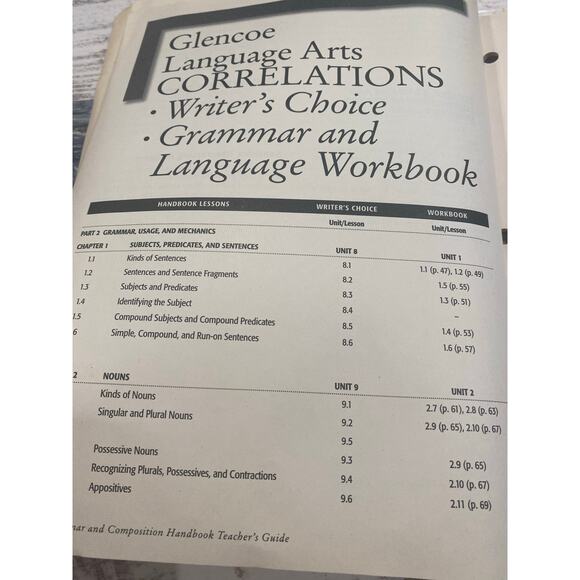 Glencoe
Language Arts
CORRELATIONS
• Writer's Choice
• Grammar and
Language Workbook
HANDBOOK LESSONS WRITER'S CHOICE WORKBOOK
Unit/Lesson Unit/Lesson
PART 2 GRAMMAR, USAGE, AND MECHANICS
CHAPTER 1 SUBJECTS, PREDICATES, AND SENTENCES UNIT 8 UNIT 1
1.1 Kinds of Sentences 8.1 1.1 (p. 47), 1.2 (p. 49)
1.2 Sentences and Sentence Fragments 8.2 1.5 (p. 55)
1.3 Subjects and Predicates 8.3 1.3 (p. 51)
1.4 Identifying the Subject 8.4 –
1.5 Compound Subjects and Compound Predicates 8.5 1.4 (p. 53)
6 Simple, Compound, and Run-on Sentences 8.6 1.6 (p. 57)
2 NOUNS UNIT 9 UNIT 2
Kinds of Nouns 9.1 2.7 (p. 61), 2.8 (p. 63)
Singular and Plural Nouns 9.2 2.9 (p. 65), 2.10 (p. 67)
9.5
Possessive Nouns 9.3 2.9 (p. 65)
Recognizing Plurals, Possessives, and Contractions 9.4 2.10 (p. 67)
Appositives 9.6 2.11 (p. 69)
mar and Composition Handbook Teacher's Guide